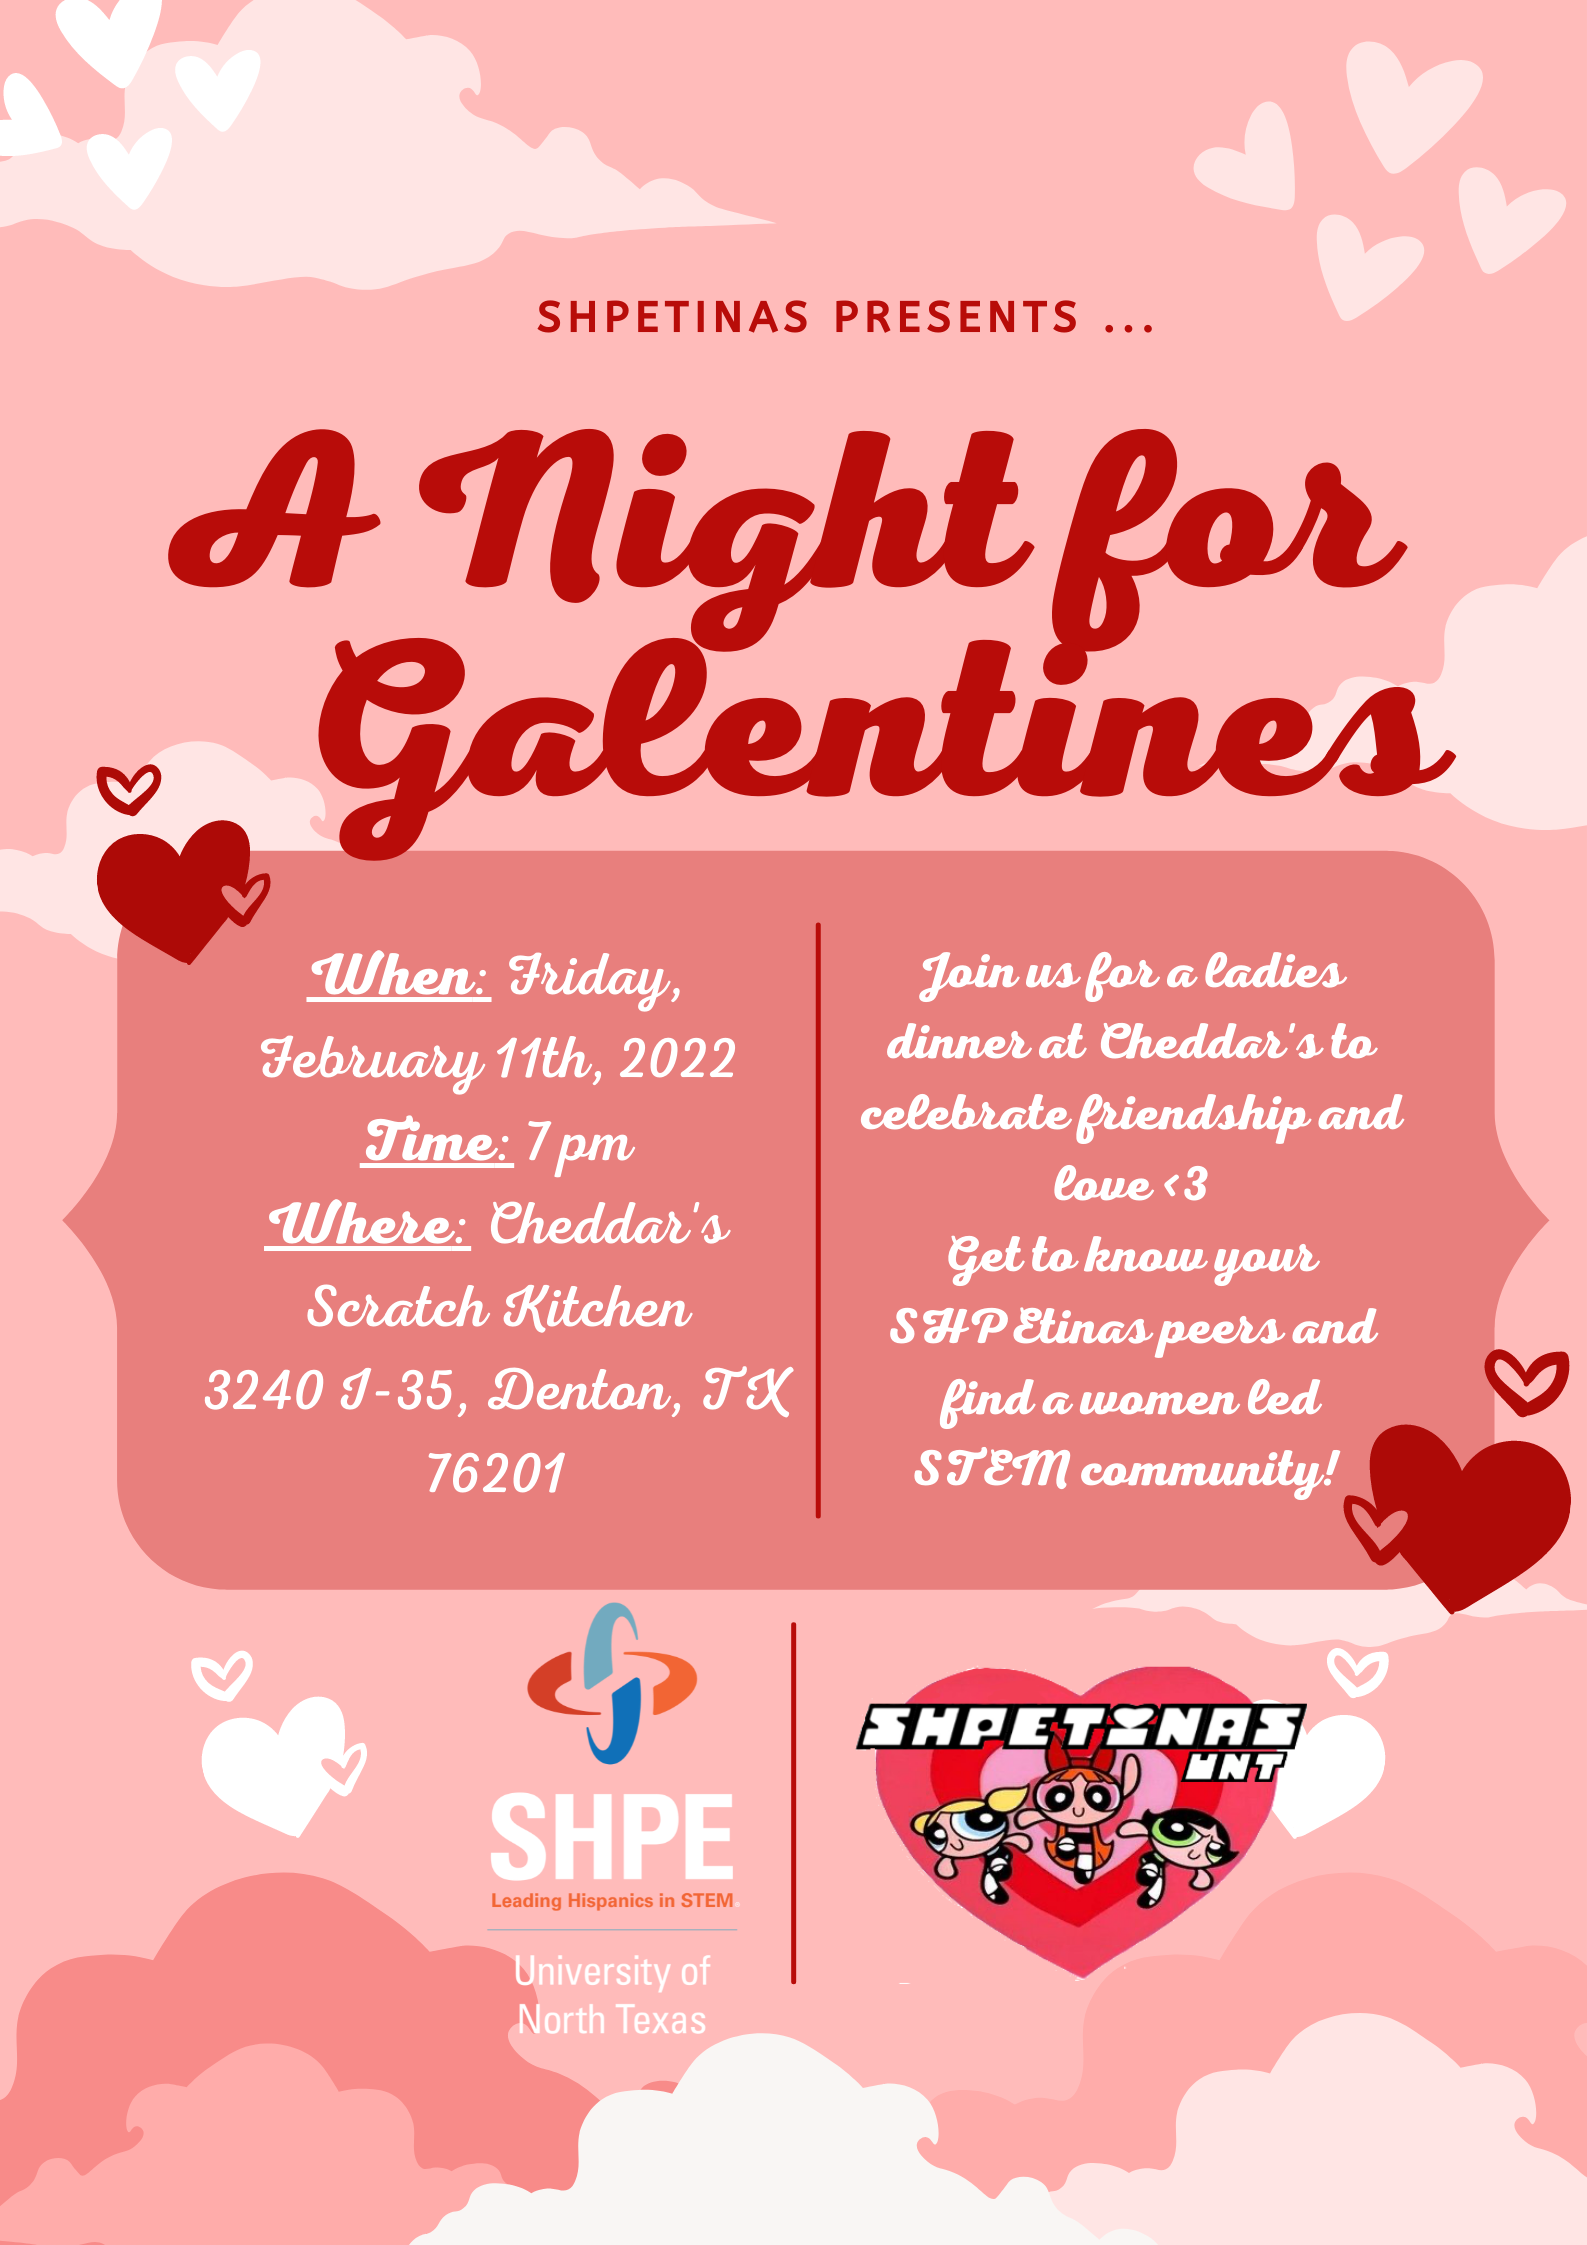 SHPETINAS PRESENTS ...
A Night for
Galentines
When: Friday,
February 11th, 2022
Time: 7 pm
Where: Cheddar's
Scratch Kitchen
3240 I-35, Denton, TX
76201
Join us for a ladies
dinner at Cheddar's to
celebrate friendship and
love <3
Get to know your
SHPEtinas peers and
find a women led
STEM community!
SHPE
Leading Hispanics in STEM.
University of
North Texas
SHPETINAS
UNT